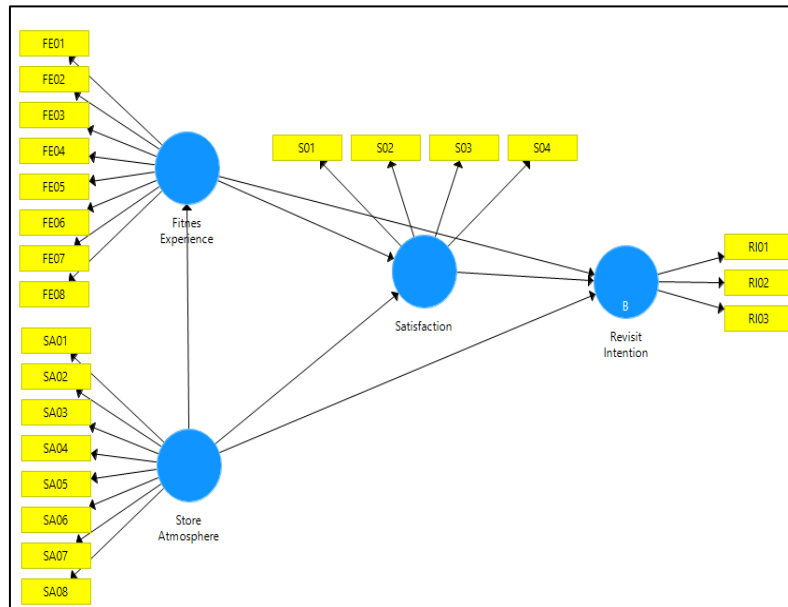 FE01
FE02
FE03
FE04
FE05
FE06
FE07
FE08
Fitnes
Experience
S01
S02
S03
S04
Satisfaction
B
Revisit
Intention
RI01
RI02
RI03
SA01
SA02
SA03
SA04
SA05
SA06
SA07
SA08
Store
Atmosphere